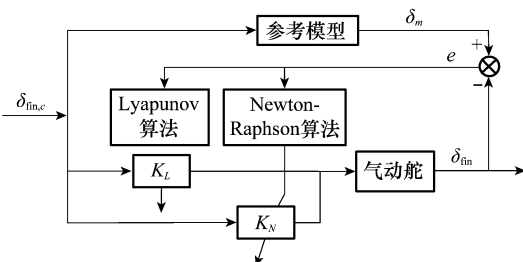 参考模型
δm
+
e
−
δfin,c
Lyapunov
算法
Newton-
Raphson算法
KL
气动舵
δfin
KN